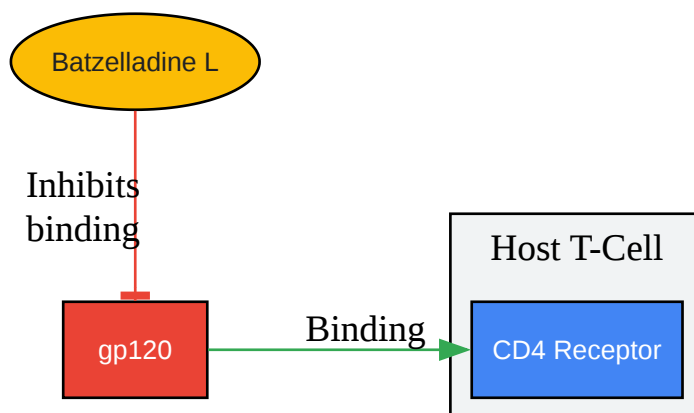 Batzelladine L
Inhibits
binding
Host T-Cell
Binding
gp120
CD4 Receptor